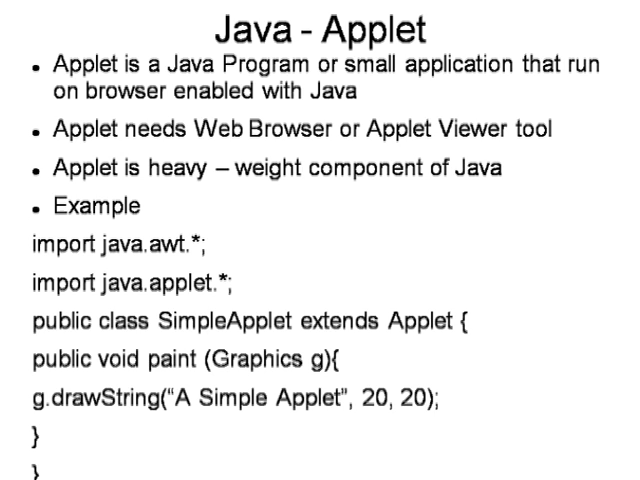 Java - Applet
• Applet is a Java Program or small application that run
on browser enabled with Java
• Applet needs Web Browser or Applet Viewer tool
• Applet is heavy – weight component of Java
• Example
import java.awt.*;
import java.applet.*;
public class SimpleApplet extends Applet {
public void paint (Graphics g){
g.drawString(“A Simple Applet”, 20, 20);
}
}